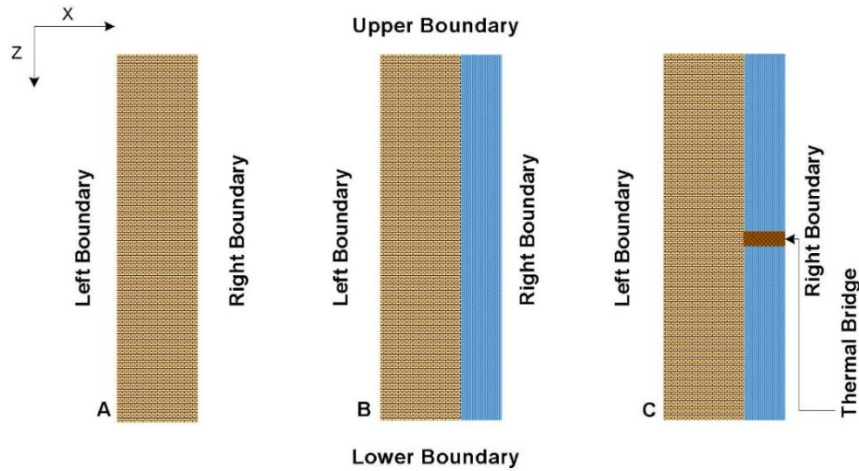 X
Z
Upper Boundary
Left Boundary
Right Boundary
Left Boundary
Right Boundary
Left Boundary
Right Boundary
Thermal Bridge
A
B
C
Lower Boundary